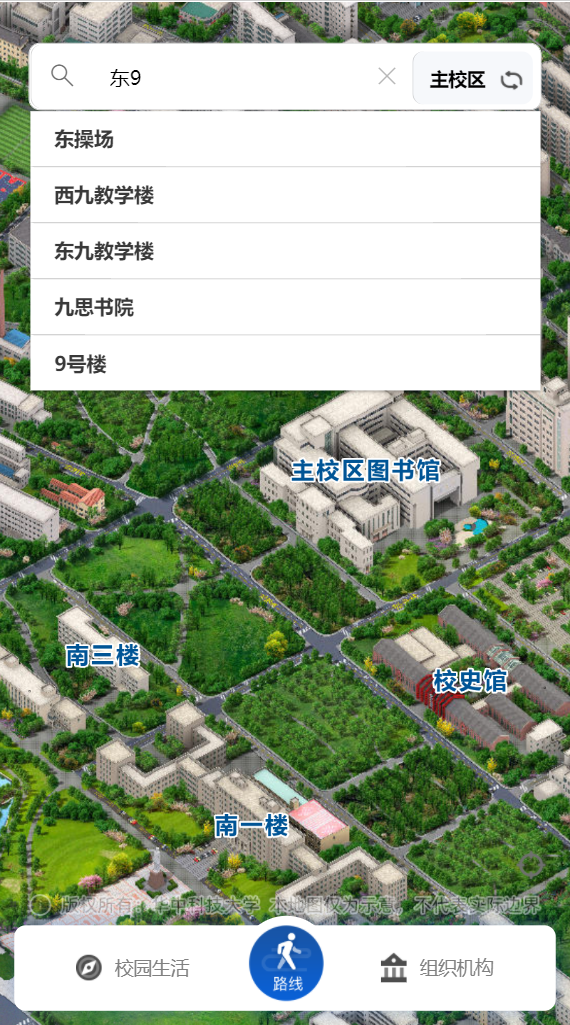 东9
主校区
东操场
西九教学楼
东九教学楼
九思书院
9号楼
主校区图书馆
南三楼
校史馆
南一楼
版权所有：华中科技大学 本地图仅为示意，不代表实际边界
校园生活
路线
组织机构